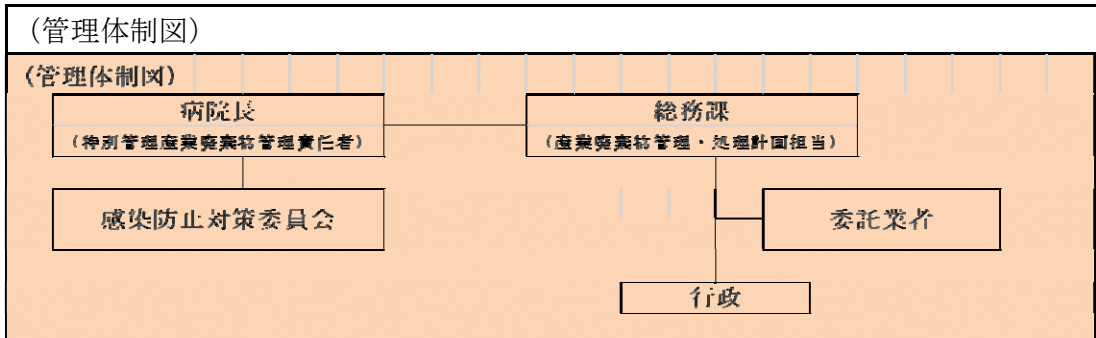 （管理体制図）
（管理体制図）
病院長
（特別管理産業廃棄物管理責任者）
総務課
（産業廃棄物管理・処理計画担当）
感染防止対策委員会
委託業者
行政